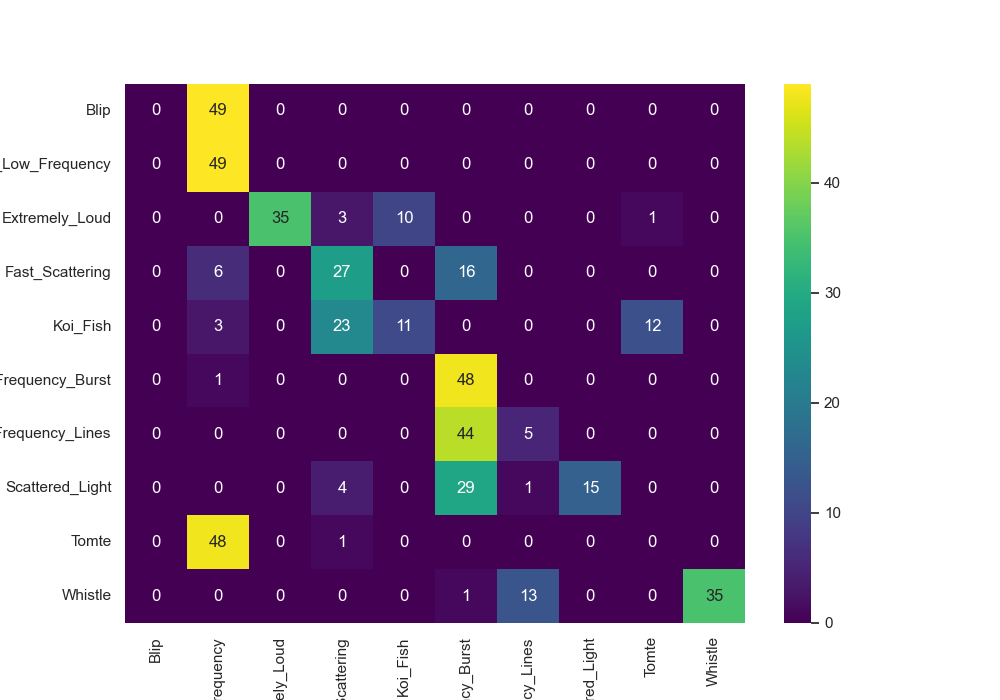 Blip 0 49 0 0 0 0 0 0 0 0
_Low_Frequency 0 49 0 0 0 0 0 0 0 0
Extremely_Loud 0 0 35 3 10 0 0 0 1 0
Fast_Scattering 0 6 0 27 0 16 0 0 0 0
Koi_Fish 0 3 0 23 11 0 0 0 12 0
Frequency_Burst 0 1 0 0 0 48 0 0 0 0
Frequency_Lines 0 0 0 0 0 44 5 0 0 0
Scattered_Light 0 0 0 4 0 29 1 15 0 0
Tomte 0 48 0 1 0 0 0 0 0 0
Whistle 0 0 0 0 0 1 13 0 0 35
Blip
requency
ely_Loud
cattering
Koi_Fish
cy_Burst
cy_Lines
red_Light
Tomte
Whistle
40
30
20
10
0